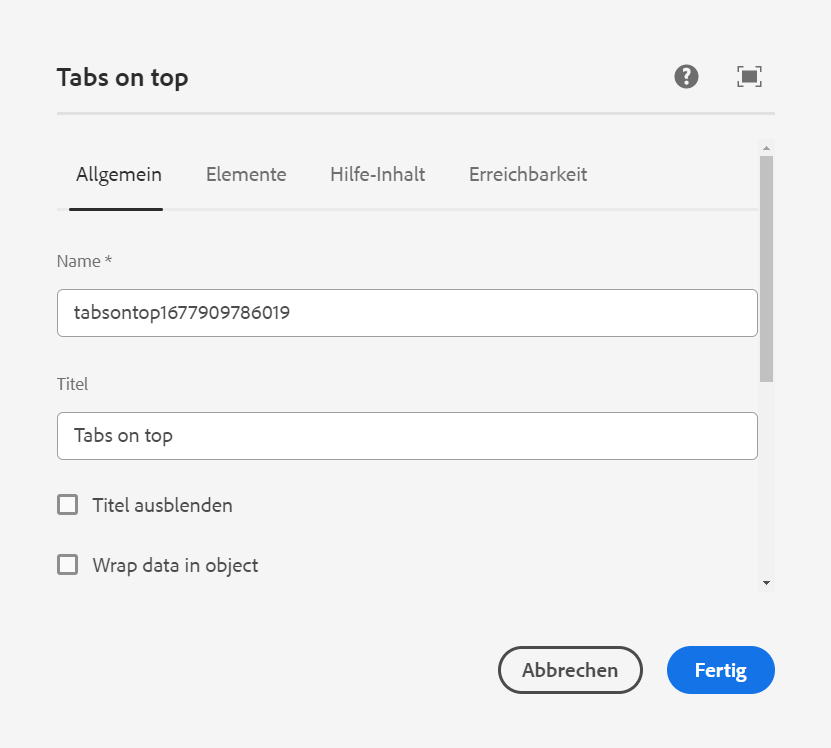 Tabs on top
Allgemein Elemente Hilfe-Inhalt Erreichbarkeit
Name *
tabsontop1677909786019
Titel
Tabs on top
Titel ausblenden
Wrap data in object
Abbrechen Fertig